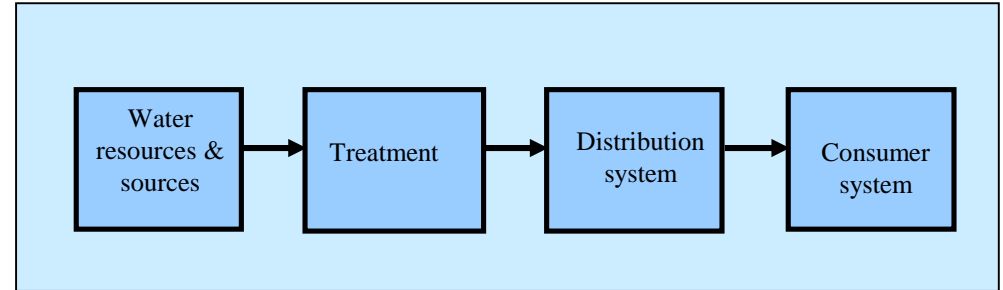 Water
resources &
sources
Treatment
Distribution
system
Consumer
system